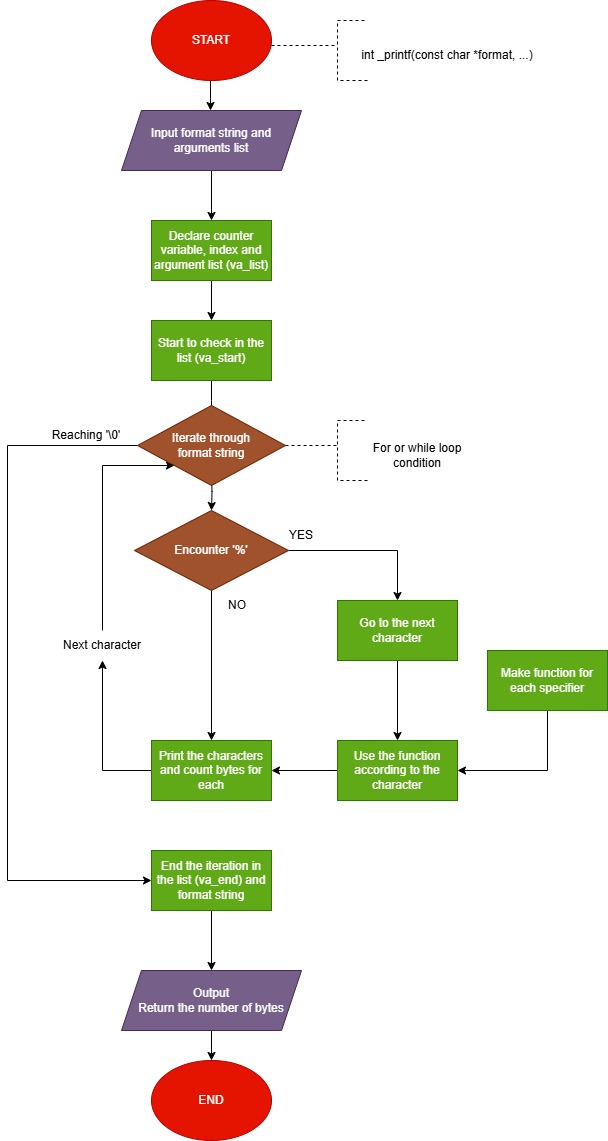 START
int _printf(const char *format, ...)
Input format string and
arguments list
Declare counter
variable, index and
argument list (va_list)
Start to check in the
list (va_start)
Reaching '\0'
Iterate through
format string
For or while loop
condition
Encounter '%'
YES
NO
Go to the next
character
Next character
Make function for
each specifier
Print the characters
and count bytes for
each
Use the function
according to the
character
End the iteration in
the list (va_end) and
format string
Output
Return the number of bytes
END